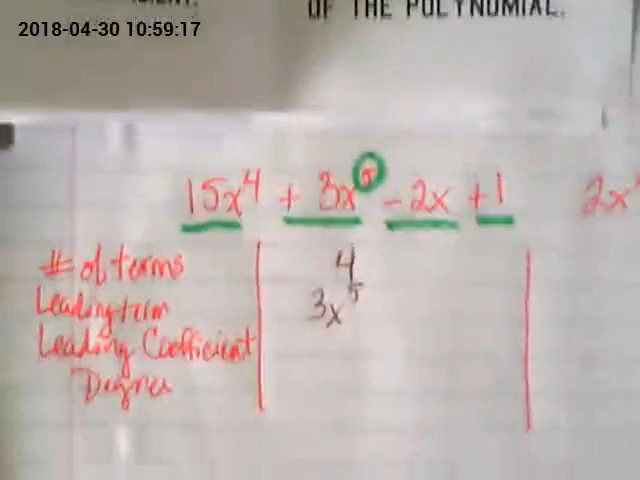 OF THE POLYNOMIAL.
2018-04-30 10:59:17
15x⁴ + 3x⁵ - 2x + 1 2x
# of terms 4
Leading term 3x⁵
Leading Coefficient
Degree